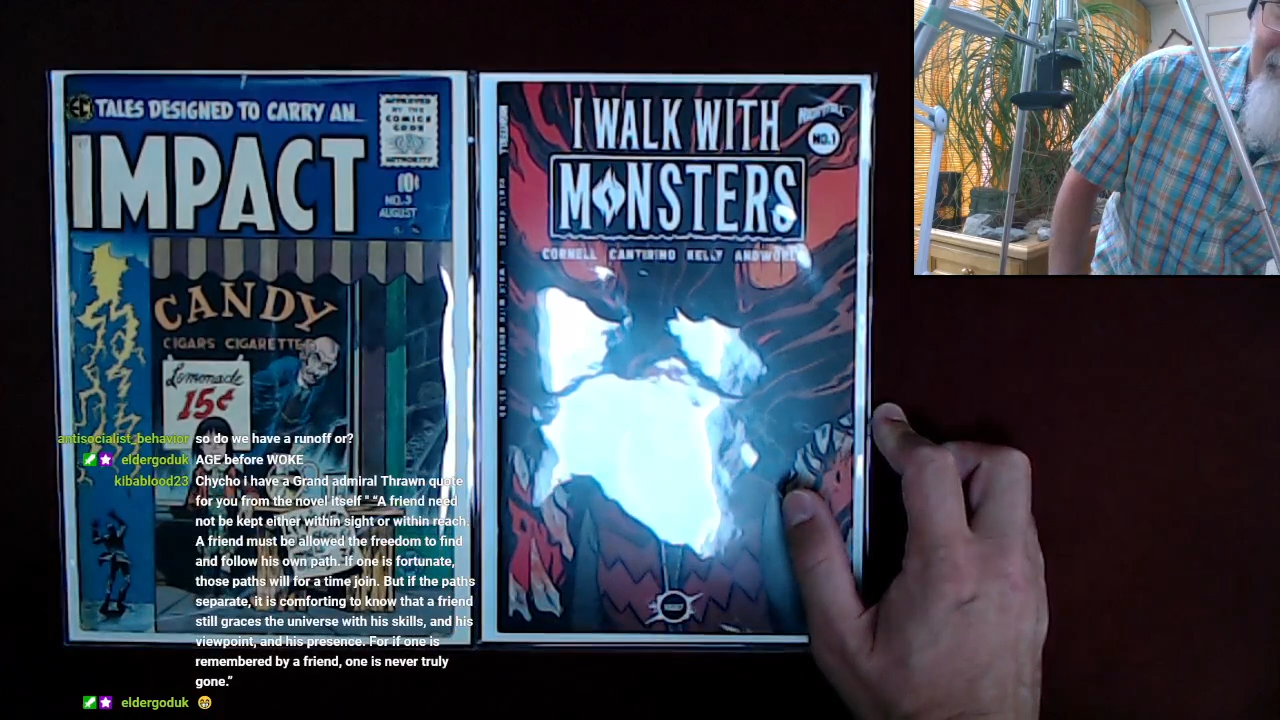 EC
TALES DESIGNED TO CARRY AN...
IMPACT
APPROVED
BY THE
COMICS
CODE
10¢
NO. 3
AUGUST
CANDY
CIGARS CIGARETTES
Lemonade
15¢
I WALK WITH
MONSTERS
NO.1
CORNELL CANTIRINO KELLY ANDWORLD
antisocialist_behavior so do we have a runoff or?
eldergoduk AGE before WOKE
kibablood23 Chycho i have a Grand admiral Thrawn quote
for you from the novel itself " “A friend need
not be kept either within sight or within reach.
A friend must be allowed the freedom to find
and follow his own path. If one is fortunate,
those paths will for a time join. But if the paths
separate, it is comforting to know that a friend
still graces the universe with his skills, and his
viewpoint, and his presence. For if one is
remembered by a friend, one is never truly
gone.”
eldergoduk 😁